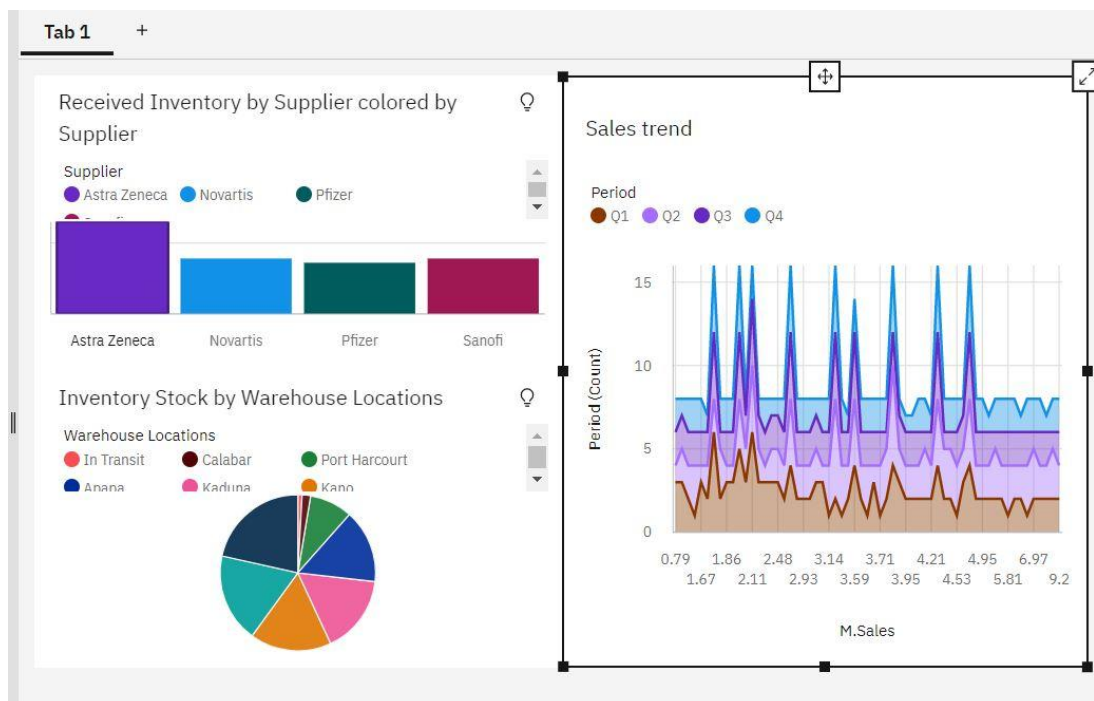 Tab 1 +
Received Inventory by Supplier colored by
Supplier
Supplier
Astra Zeneca Novartis Pfizer
Astra Zeneca Novartis Pfizer Sanofi
Inventory Stock by Warehouse Locations
Warehouse Locations
In Transit Calabar Port Harcourt
Apapa Kaduna Kano
Sales trend
Period
Q1 Q2 Q3 Q4
15
10
5
0
Period (Count)
0.79 1.86 2.48 3.14 3.71 4.21 4.95 6.97
1.67 2.11 2.93 3.59 3.95 4.53 5.81 9.2
M.Sales